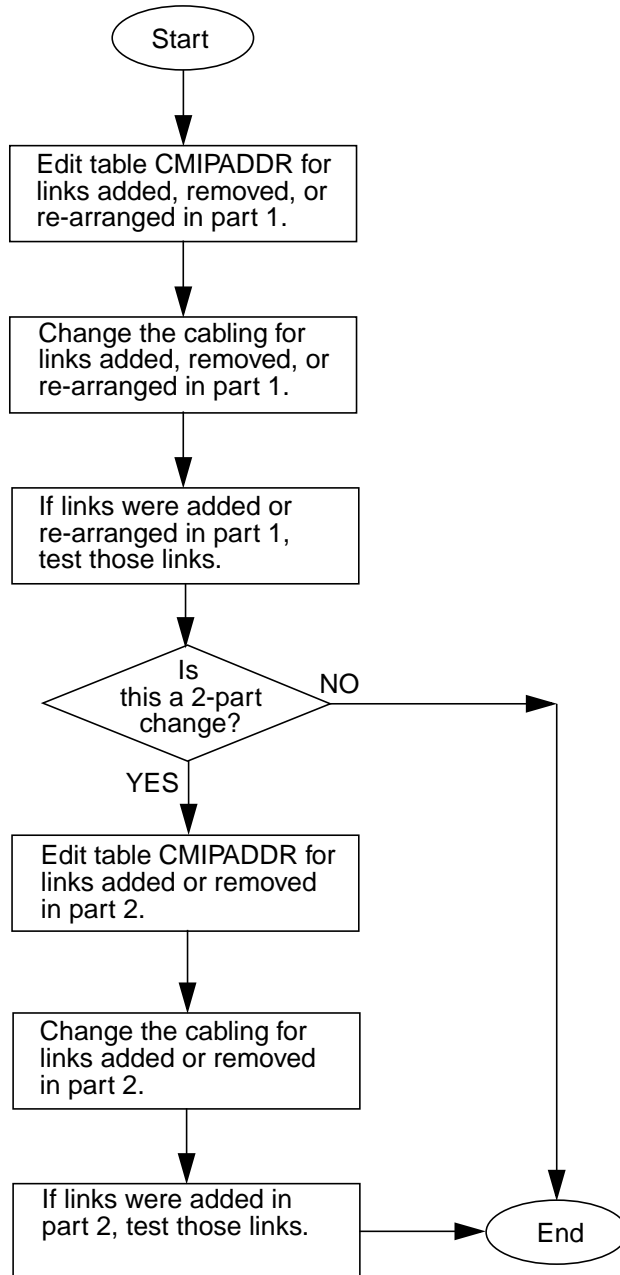 Start
Edit table CMIPADDR for
links added, removed, or
re-arranged in part 1.
Change the cabling for
links added, removed, or
re-arranged in part 1.
If links were added or
re-arranged in part 1,
test those links.
Is
this a 2-part
change?
NO
YES
Edit table CMIPADDR for
links added or removed
in part 2.
Change the cabling for
links added or removed
in part 2.
If links were added in
part 2, test those links.
End